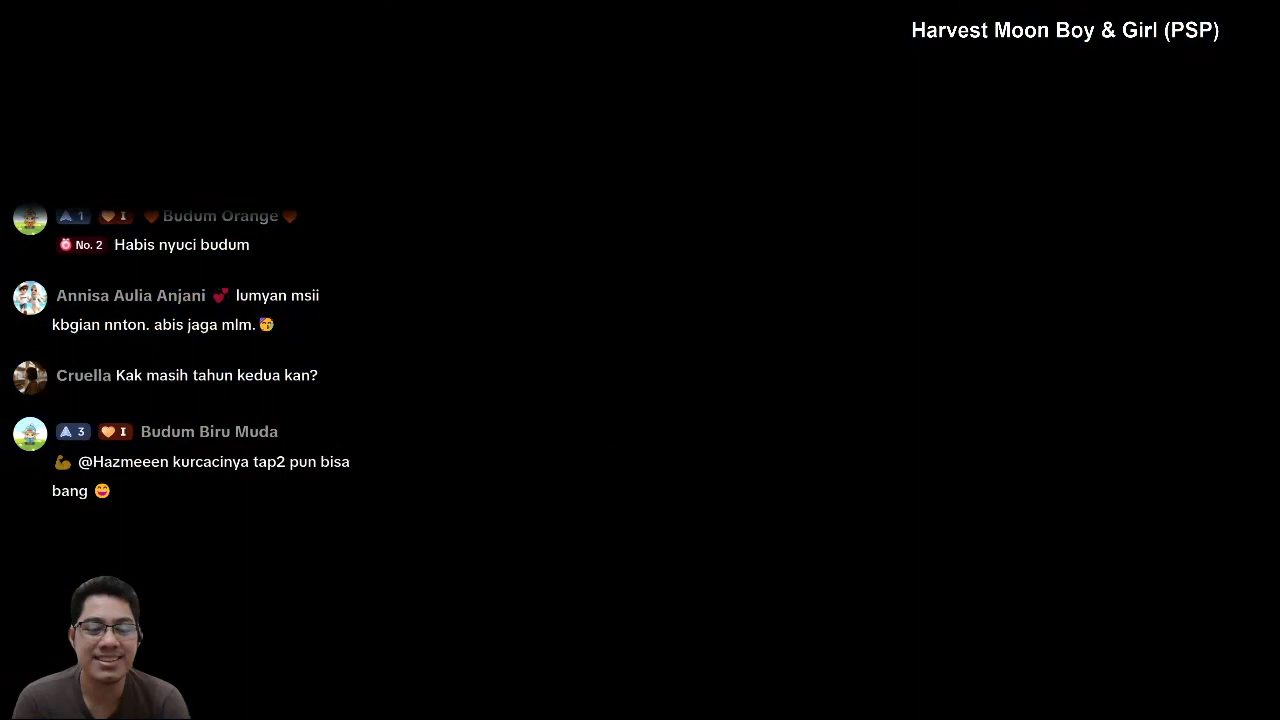 Harvest Moon Boy & Girl (PSP)
1 I 🧡Budum Orange🧡
No. 2 Habis nyuci budum
Annisa Aulia Anjani 💕 lumyan msii
kbgian nnton. abis jaga mlm.🥳
Cruella Kak masih tahun kedua kan?
3 I Budum Biru Muda
💪 @Hazmeeen kurcacinya tap2 pun bisa
bang 😄